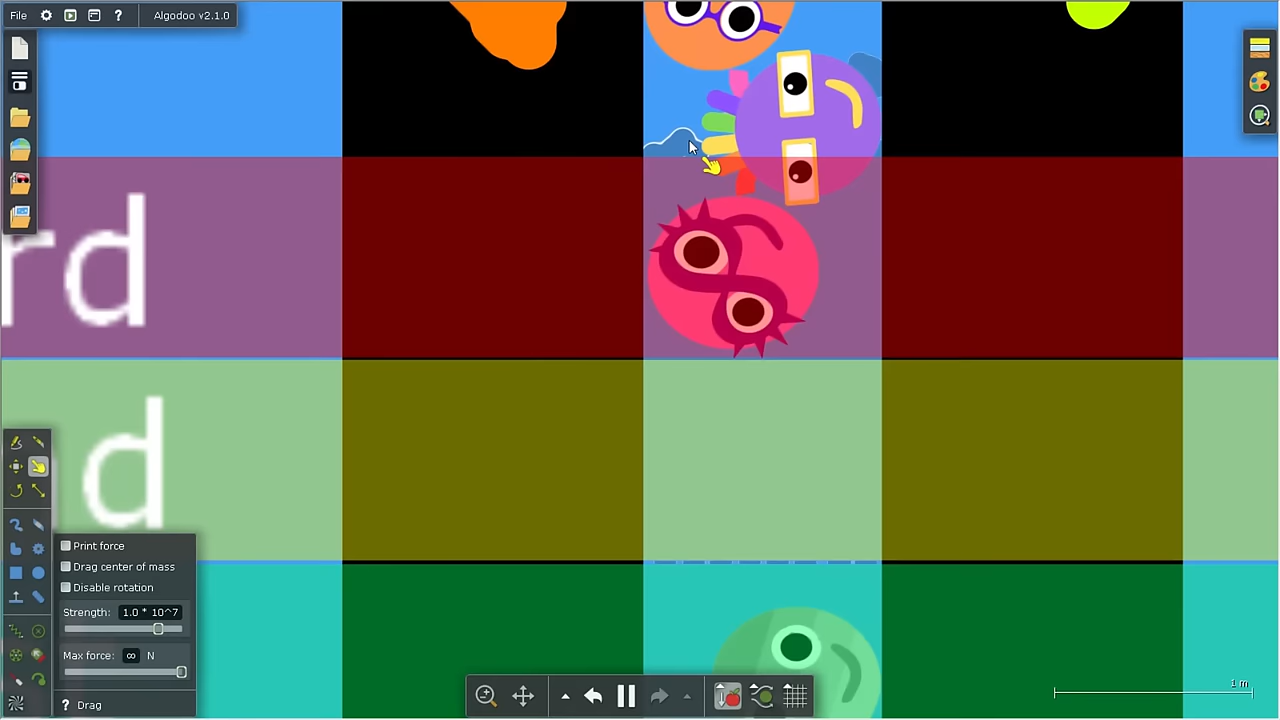 File
Algodoo v2.1.0
rd
d
Print force
Drag center of mass
Disable rotation
Strength: 1.0 * 10^7
Max force: ∞ N
? Drag
1 m